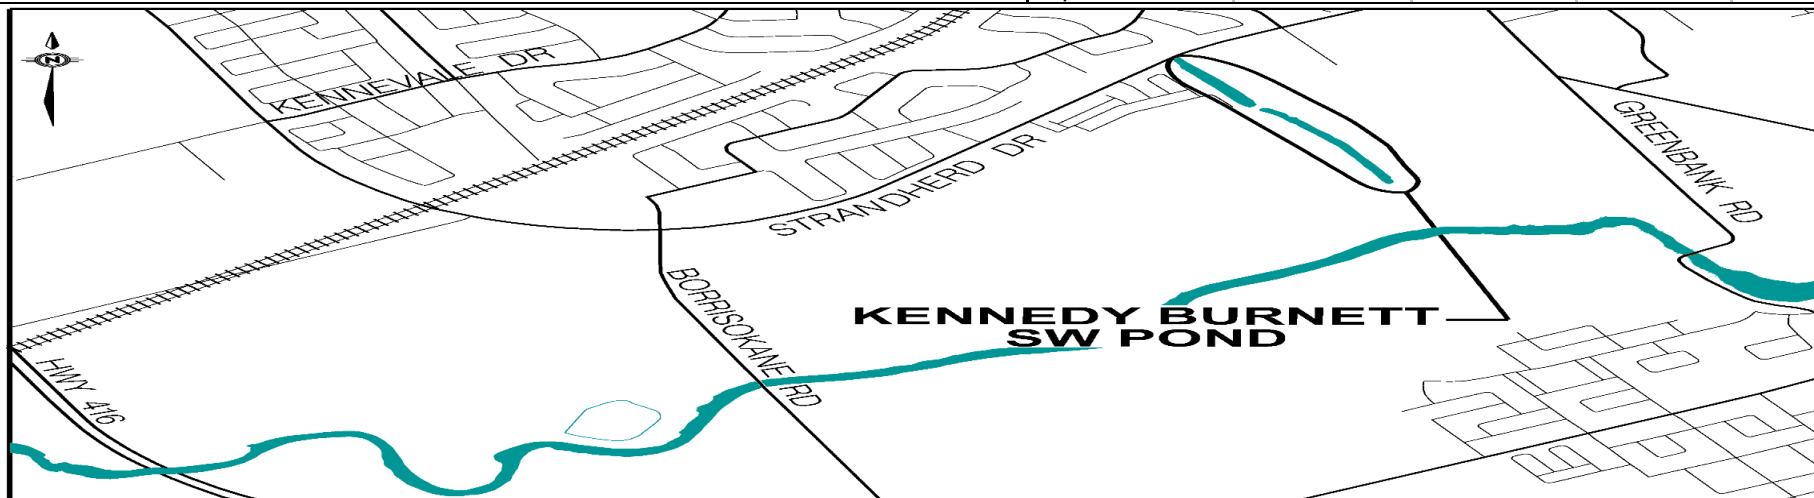 N
KENNEVALE DR
GREENBANK RD
STRANDHERD DR
BORRISOKANE RD
KENNEDY BURNETT
SW POND
HWY 416